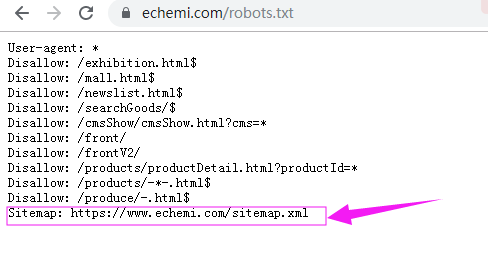 echemi.com/robots.txt
User-agent: *
Disallow: /exhibition.html$
Disallow: /mall.html$
Disallow: /newslist.html$
Disallow: /searchGoods/$
Disallow: /cmsShow/cmsShow.html?cms=*
Disallow: /front/
Disallow: /frontV2/
Disallow: /products/productDetail.html?productId=*
Disallow: /products/-*-.html$
Disallow: /produce/-.html$
Sitemap: https://www.echemi.com/sitemap.xml